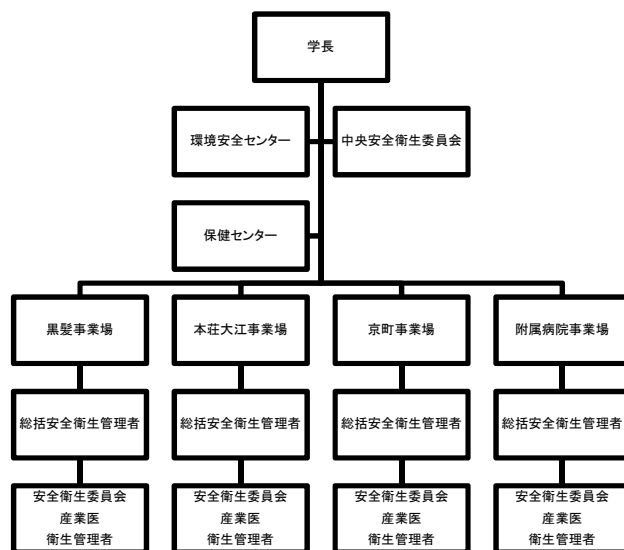 学長
環境安全センター
中央安全衛生委員会
保健センター
黒髪事業場
本荘大江事業場
京町事業場
附属病院事業場
総括安全衛生管理者
総括安全衛生管理者
総括安全衛生管理者
総括安全衛生管理者
安全衛生委員会
産業医
衛生管理者
安全衛生委員会
産業医
衛生管理者
安全衛生委員会
産業医
衛生管理者
安全衛生委員会
産業医
衛生管理者